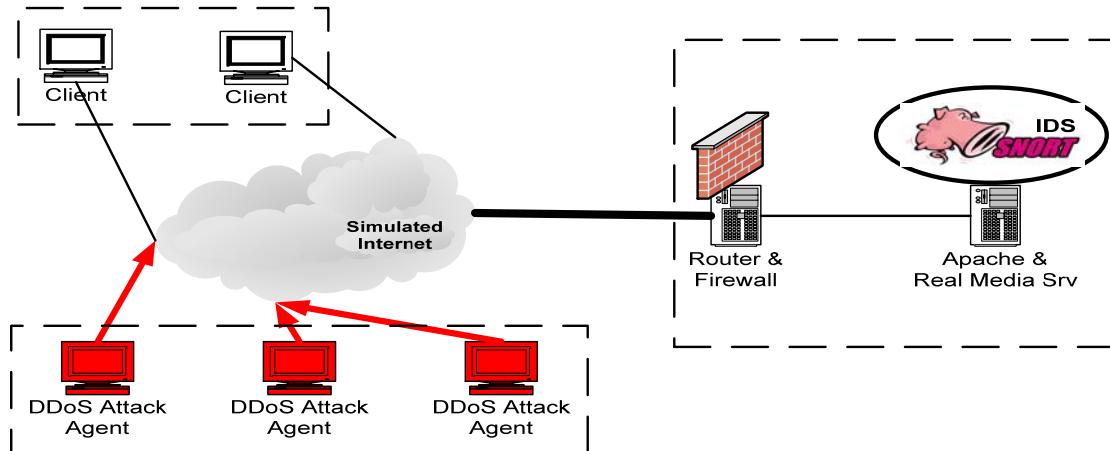 Client
Client
IDS
SNORT
Simulated
Internet
Router &
Firewall
Apache &
Real Media Srv
DDoS Attack
Agent
DDoS Attack
Agent
DDoS Attack
Agent